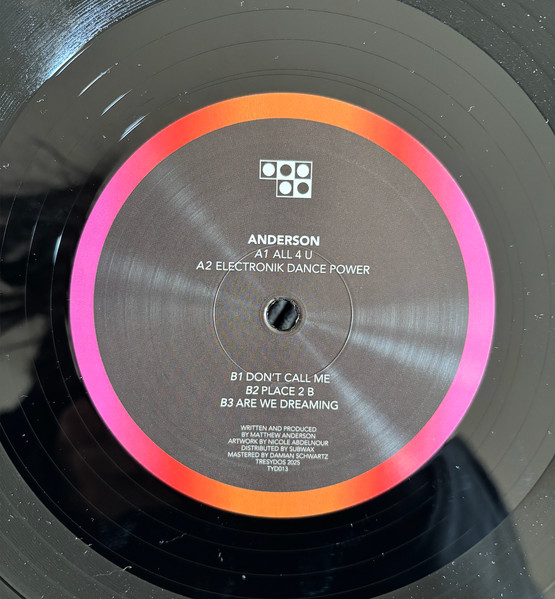 ANDERSON
A1 ALL 4 U
A2 ELECTRONIK DANCE POWER
B1 DON'T CALL ME
B2 PLACE 2 B
B3 ARE WE DREAMING
WRITTEN AND PRODUCED
BY MATTHEW ANDERSON
ARTWORK BY NICOLE ABDELNOUR
DISTRIBUTED BY SUBWAX
MASTERED BY DAMIAN SCHWARTZ
TRESYDOS 2025
TYD013